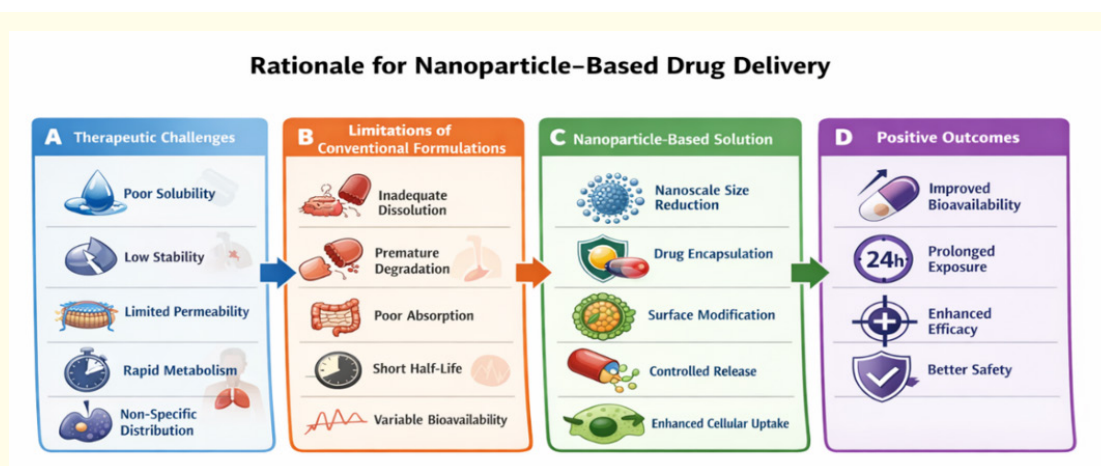 Rationale for Nanoparticle–Based Drug Delivery
A Therapeutic Challenges
Poor Solubility
Low Stability
Limited Permeability
Rapid Metabolism
Non-Specific
Distribution
B Limitations of
Conventional Formulations
Inadequate
Dissolution
Premature
Degradation
Poor Absorption
Short Half-Life
Variable Bioavailability
C Nanoparticle-Based Solution
Nanoscale Size
Reduction
Drug Encapsulation
Surface Modification
Controlled Release
Enhanced Cellular Uptake
D Positive Outcomes
Improved
Bioavailability
24h
Prolonged
Exposure
Enhanced
Efficacy
Better Safety